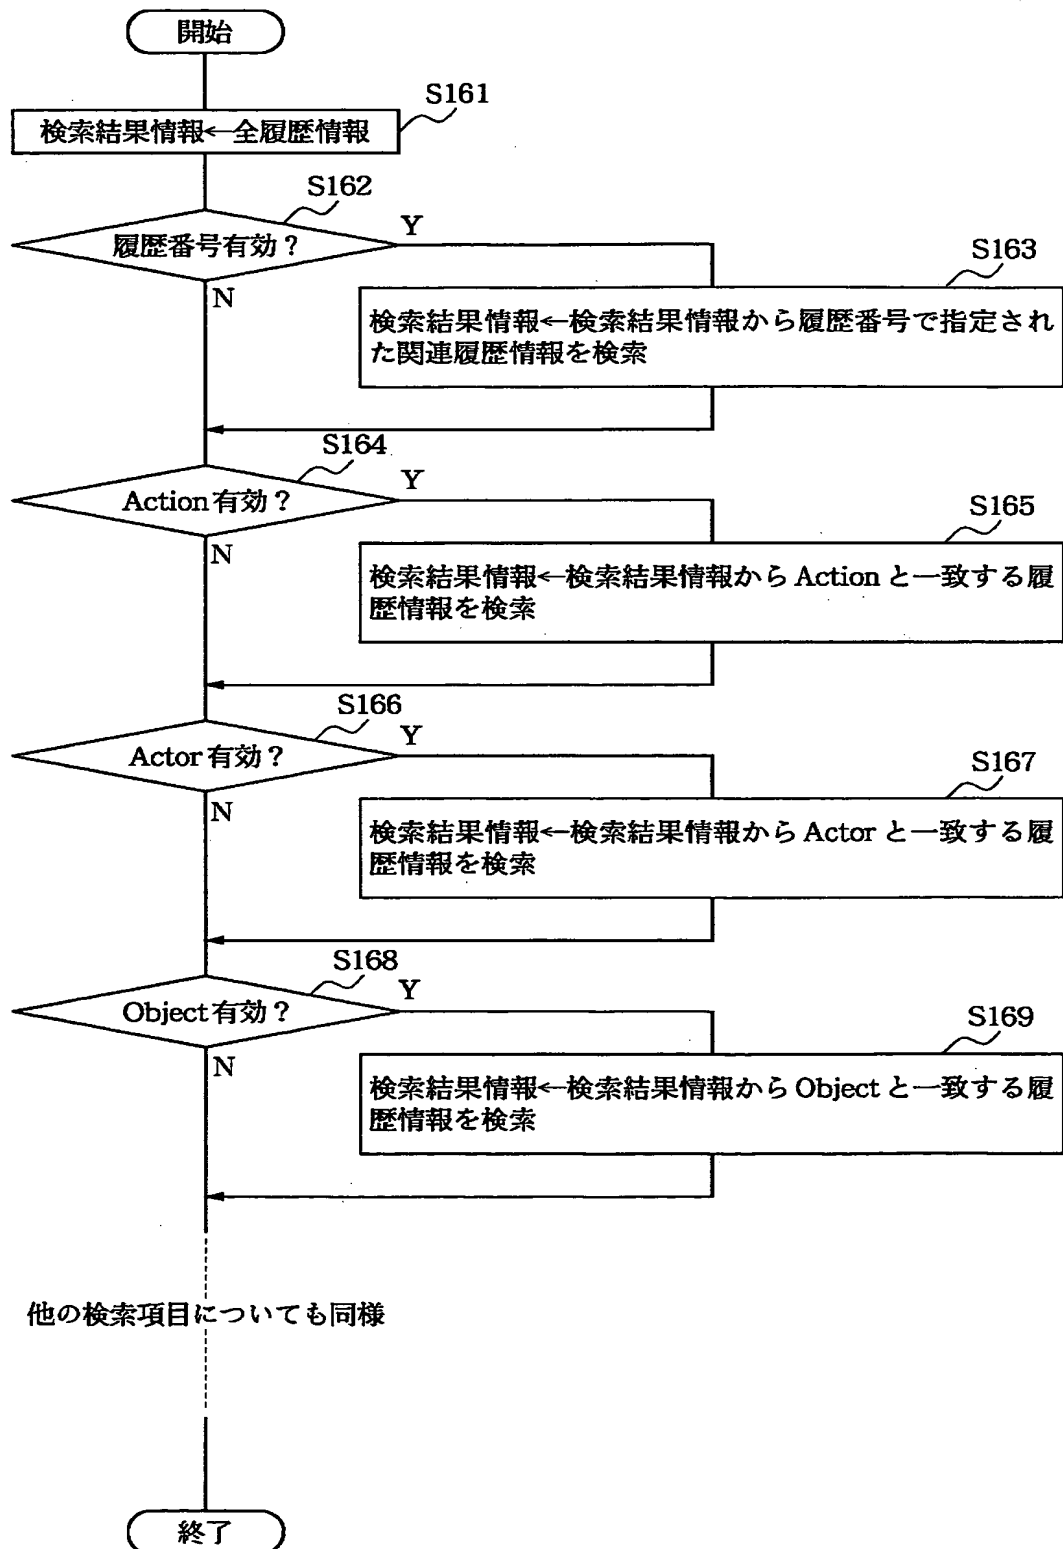 開始
S161
検索結果情報←全履歴情報
S162
履歴番号有効？
Y
N
S163
検索結果情報←検索結果情報から履歴番号で指定され
た関連履歴情報を検索
S164
Action有効？
Y
N
S165
検索結果情報←検索結果情報からActionと一致する履
歴情報を検索
S166
Actor有効？
Y
N
S167
検索結果情報←検索結果情報からActorと一致する履
歴情報を検索
S168
Object有効？
Y
N
S169
検索結果情報←検索結果情報からObjectと一致する履
歴情報を検索
他の検索項目についても同様
終了